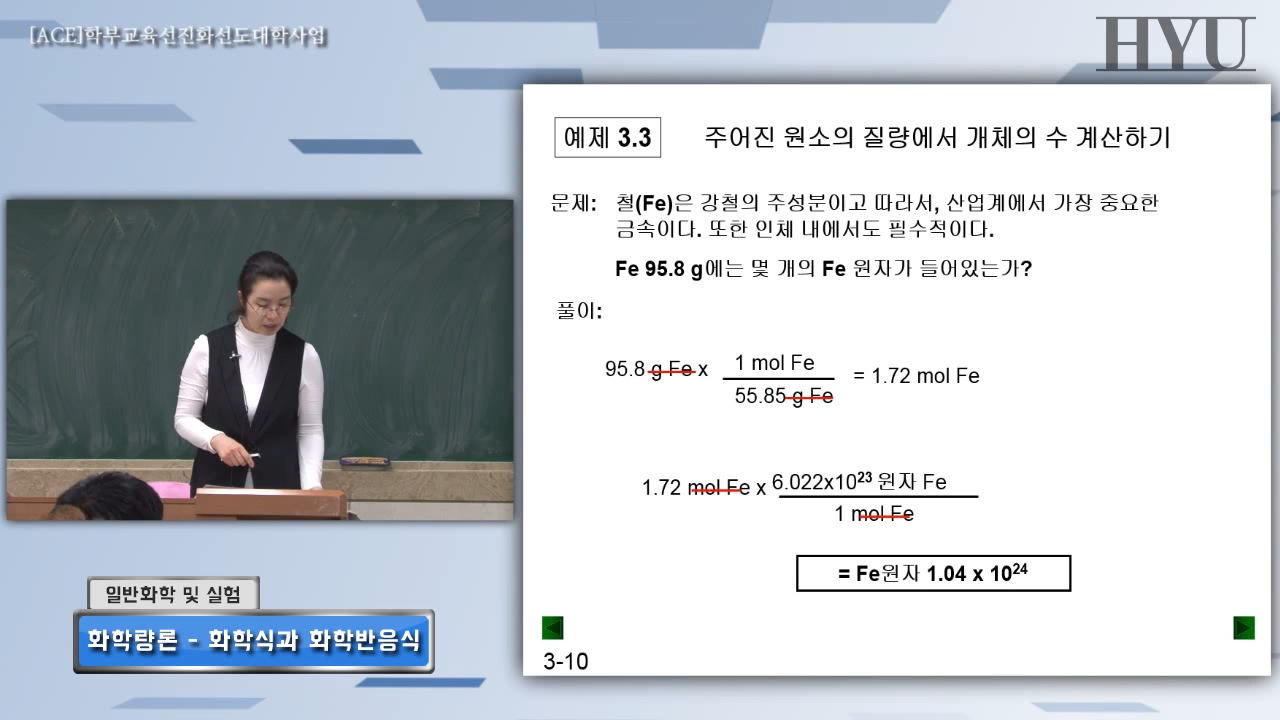 [ACE]학부교육선진화선도대학사업
HYU
예제 3.3 주어진 원소의 질량에서 개체의 수 계산하기
문제: 철(Fe)은 강철의 주성분이고 따라서, 산업계에서 가장 중요한
금속이다. 또한 인체 내에서도 필수적이다.
Fe 95.8 g에는 몇 개의 Fe 원자가 들어있는가?
풀이:
95.8 g Fe x 1 mol Fe = 1.72 mol Fe
55.85 g Fe
1.72 mol Fe x 6.022x10²³ 원자 Fe
1 mol Fe
= Fe원자 1.04 x 10²⁴
3-10
일반화학 및 실험
화학량론 - 화학식과 화학반응식